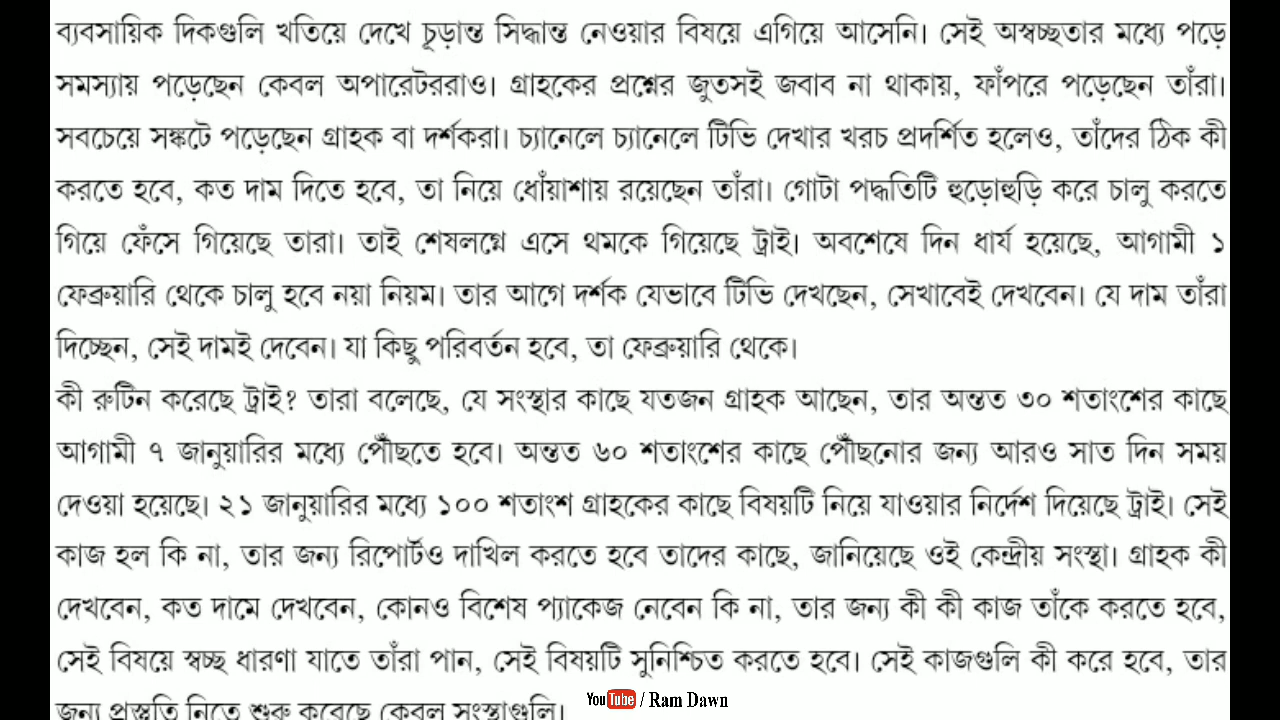 ব্যবসায়িক দিকগুলি খতিয়ে দেখে চূড়ান্ত সিদ্ধান্ত নেওয়ার বিষয়ে এগিয়ে আসেনি। সেই অস্বচ্ছতার মধ্যে পড়ে
সমস্যায় পড়েছেন কেবল অপারেটররাও। গ্রাহকের প্রশ্নের জুতসই জবাব না থাকায়, ফাঁপরে পড়েছেন তাঁরা।
সবচেয়ে সঙ্কটে পড়েছেন গ্রাহক বা দর্শকরা। চ্যানেলে চ্যানেলে টিভি দেখার খরচ প্রদর্শিত হলেও, তাঁদের ঠিক কী
করতে হবে, কত দাম দিতে হবে, তা নিয়ে ধোঁয়াশায় রয়েছেন তাঁরা। গোটা পদ্ধতিটি হুড়োহুড়ি করে চালু করতে
গিয়ে ফেঁসে গিয়েছে তারা। তাই শেষলগ্নে এসে থমকে গিয়েছে ট্রাই। অবশেষে দিন ধার্য হয়েছে, আগামী ১
ফেব্রুয়ারি থেকে চালু হবে নয়া নিয়ম। তার আগে দর্শক যেভাবে টিভি দেখছেন, সেখাবেই দেখবেন। যে দাম তাঁরা
দিচ্ছেন, সেই দামই দেবেন। যা কিছু পরিবর্তন হবে, তা ফেব্রুয়ারি থেকে।
কী রুটিন করেছে ট্রাই? তারা বলেছে, যে সংস্থার কাছে যতজন গ্রাহক আছেন, তার অন্তত ৩০ শতাংশের কাছে
আগামী ৭ জানুয়ারির মধ্যে পৌঁছতে হবে। অন্তত ৬০ শতাংশের কাছে পৌঁছনোর জন্য আরও সাত দিন সময়
দেওয়া হয়েছে। ২১ জানুয়ারির মধ্যে ১০০ শতাংশ গ্রাহকের কাছে বিষয়টি নিয়ে যাওয়ার নির্দেশ দিয়েছে ট্রাই। সেই
কাজ হল কি না, তার জন্য রিপোর্টও দাখিল করতে হবে তাদের কাছে, জানিয়েছে ওই কেন্দ্রীয় সংস্থা। গ্রাহক কী
দেখবেন, কত দামে দেখবেন, কোনও বিশেষ প্যাকেজ নেবেন কি না, তার জন্য কী কী কাজ তাঁকে করতে হবে,
সেই বিষয়ে স্বচ্ছ ধারণা যাতে তাঁরা পান, সেই বিষয়টি সুনিশ্চিত করতে হবে। সেই কাজগুলি কী করে হবে, তার
জন্য প্রস্তুতি নিতে শুরু করেছে কেবল সংস্থাগুলি।
YouTube / Ram Dawn